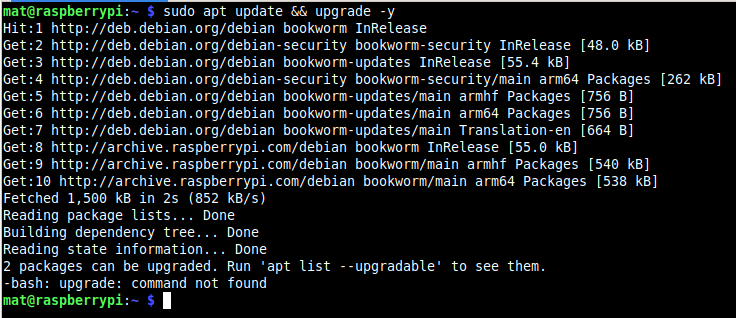 mat@raspberrypi:~ $ sudo apt update && upgrade -y
Hit:1 http://deb.debian.org/debian bookworm InRelease
Get:2 http://deb.debian.org/debian-security bookworm-security InRelease [48.0 kB]
Get:3 http://deb.debian.org/debian bookworm-updates InRelease [55.4 kB]
Get:4 http://deb.debian.org/debian-security bookworm-security/main arm64 Packages [262 kB]
Get:5 http://deb.debian.org/debian bookworm-updates/main armhf Packages [756 B]
Get:6 http://deb.debian.org/debian bookworm-updates/main arm64 Packages [756 B]
Get:7 http://deb.debian.org/debian bookworm-updates/main Translation-en [664 B]
Get:8 http://archive.raspberrypi.com/debian bookworm InRelease [55.0 kB]
Get:9 http://archive.raspberrypi.com/debian bookworm/main armhf Packages [540 kB]
Get:10 http://archive.raspberrypi.com/debian bookworm/main arm64 Packages [538 kB]
Fetched 1,500 kB in 2s (852 kB/s)
Reading package lists... Done
Building dependency tree... Done
Reading state information... Done
2 packages can be upgraded. Run 'apt list --upgradable' to see them.
-bash: upgrade: command not found
mat@raspberrypi:~ $